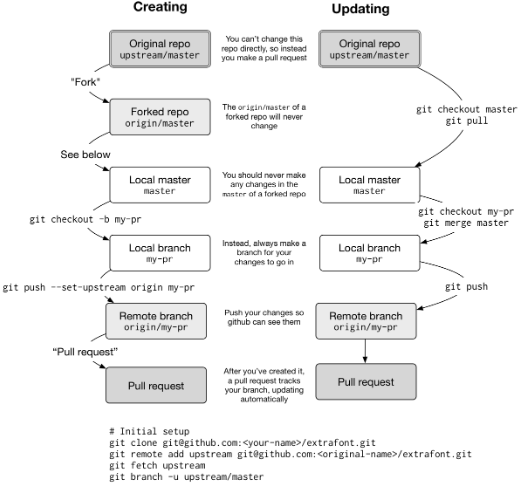 Creating
Updating
Original repo
upstream/master
You can't change this
repo directly, so instead
you make a pull request
Original repo
upstream/master
"Fork"
Forked repo
origin/master
The origin/master of a
forked repo will never
change
git checkout master
git pull
See below
Local master
master
You should never make
any changes in the
master of a forked repo
Local master
master
git checkout -b my-pr
git checkout my-pr
git merge master
Local branch
my-pr
Instead, always make a
branch for your
changes to go in
Local branch
my-pr
git push --set-upstream origin my-pr
git push
Remote branch
origin/my-pr
Push your changes so
github can see them
Remote branch
origin/my-pr
“Pull request”
Pull request
After you've created it,
a pull request tracks
your branch, updating
automatically
Pull request
# Initial setup
git clone git@github.com:<your-name>/extrafont.git
git remote add upstream git@github.com:<original-name>/extrafont.git
git fetch upstream
git branch -u upstream/master